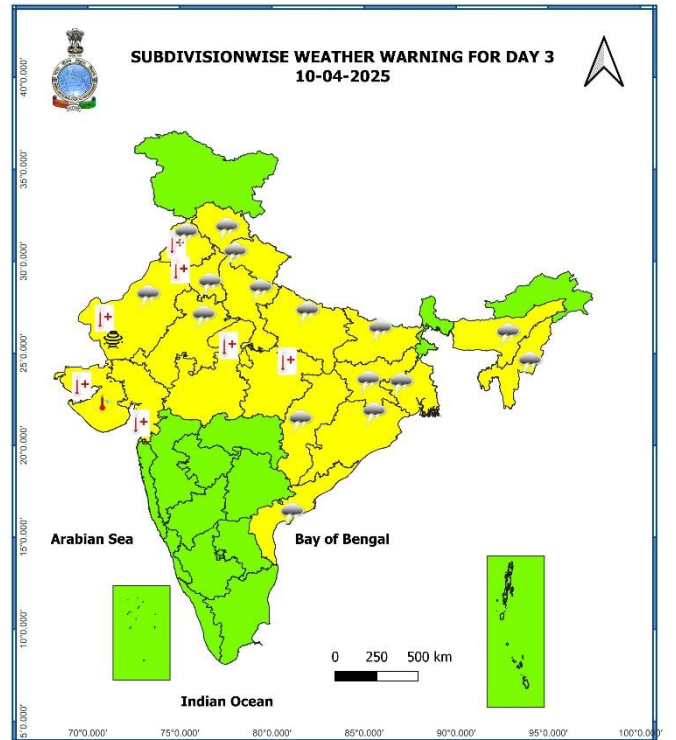 SUBDIVISIONWISE WEATHER WARNING FOR DAY 3
10-04-2025
40°0.000'
35°0.000'
30°0.000'
25°0.000'
20°0.000'
15°0.000'
10°0.000'
5°0.000'
Arabian Sea
Bay of Bengal
0 250 500 km
Indian Ocean
70°0.000' 75°0.000' 80°0.000' 85°0.000' 90°0.000' 95°0.000' 100°0.000'